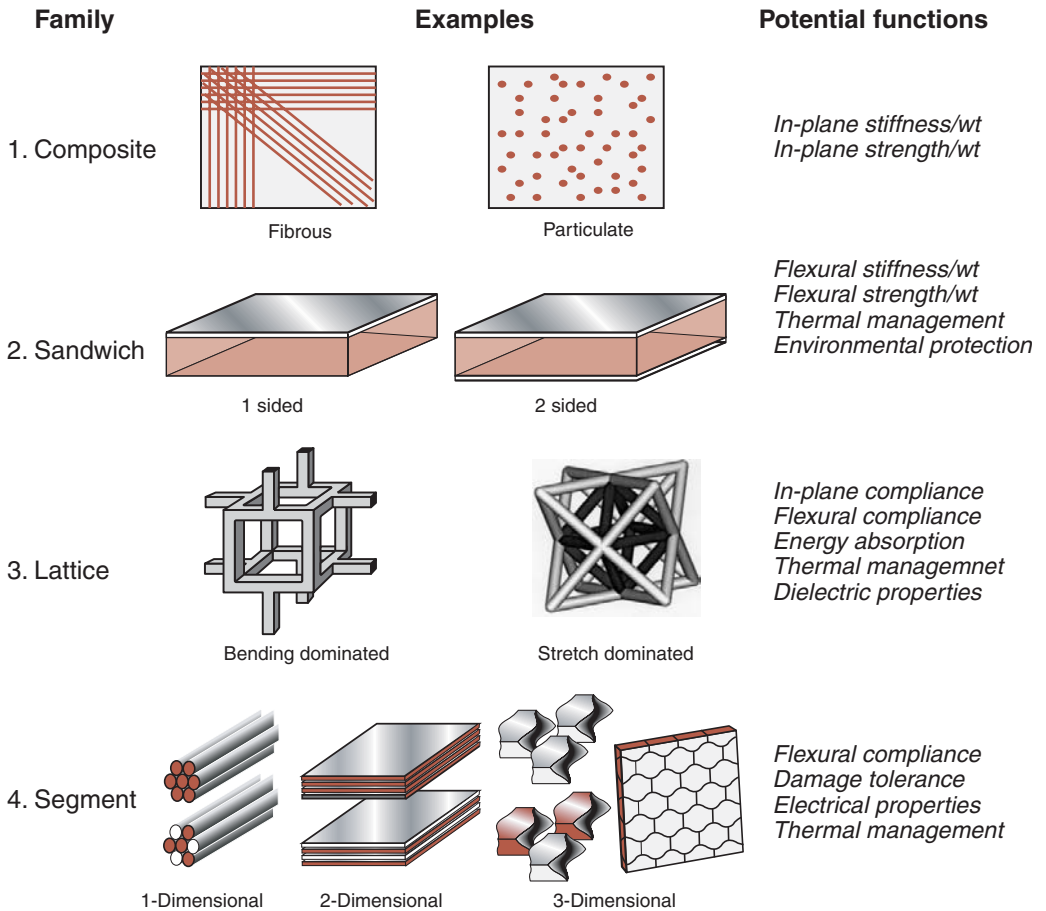 Family
Examples
Potential functions
1. Composite
Fibrous
Particulate
In-plane stiffness/wt
In-plane strength/wt
2. Sandwich
1 sided
2 sided
Flexural stiffness/wt
Flexural strength/wt
Thermal management
Environmental protection
3. Lattice
Bending dominated
Stretch dominated
In-plane compliance
Flexural compliance
Energy absorption
Thermal managemnet
Dielectric properties
4. Segment
1-Dimensional
2-Dimensional
3-Dimensional
Flexural compliance
Damage tolerance
Electrical properties
Thermal management